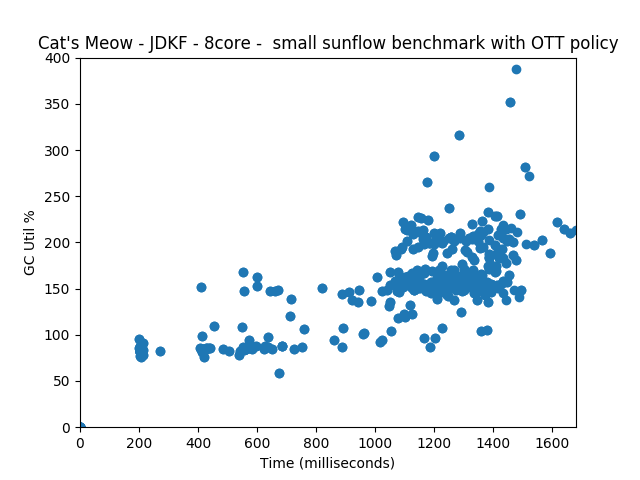 Cat's Meow - JDKF - 8core -  small sunflow benchmark with OTT policy
400
350
300
250
200
150
100
50
0
GC Util %
0 200 400 600 800 1000 1200 1400 1600
Time (milliseconds)